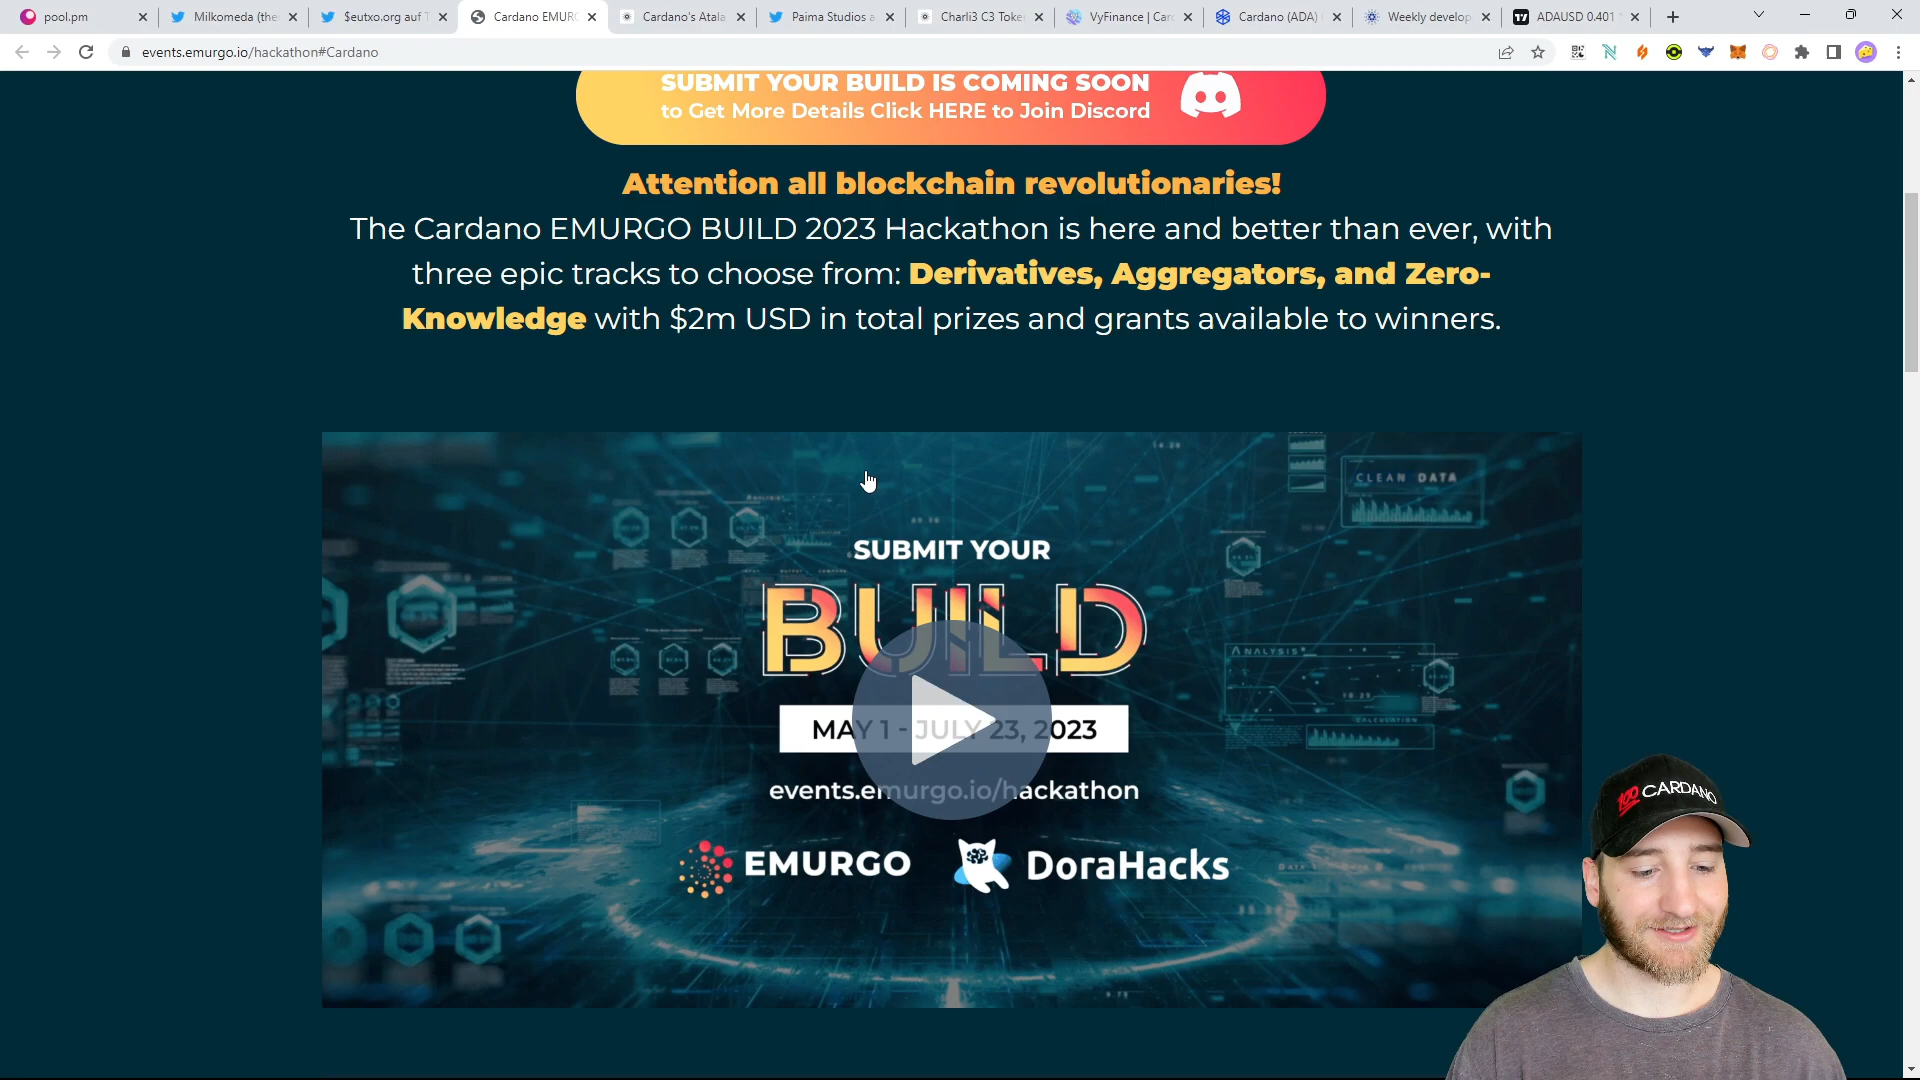 pool.pm
Milkomeda (the
$eutxo.org auf T
Cardano EMURG
Cardano's Atala
Paima Studios a
Charli3 C3 Toke
VyFinance | Car
Cardano (ADA)
Weekly develop
ADAUSD 0.401
events.emurgo.io/hackathon#Cardano
SUBMIT YOUR BUILD IS COMING SOON
to Get More Details Click HERE to Join Discord
Attention all blockchain revolutionaries!
The Cardano EMURGO BUILD 2023 Hackathon is here and better than ever, with
three epic tracks to choose from: Derivatives, Aggregators, and Zero-
Knowledge with $2m USD in total prizes and grants available to winners.
CLEAN DATA
SUBMIT YOUR
BUILD
ANALYSIS
MAY 1 - JULY 23, 2023
CALCULATION
events.emurgo.io/hackathon
EMURGO
DoraHacks
100 CARDANO